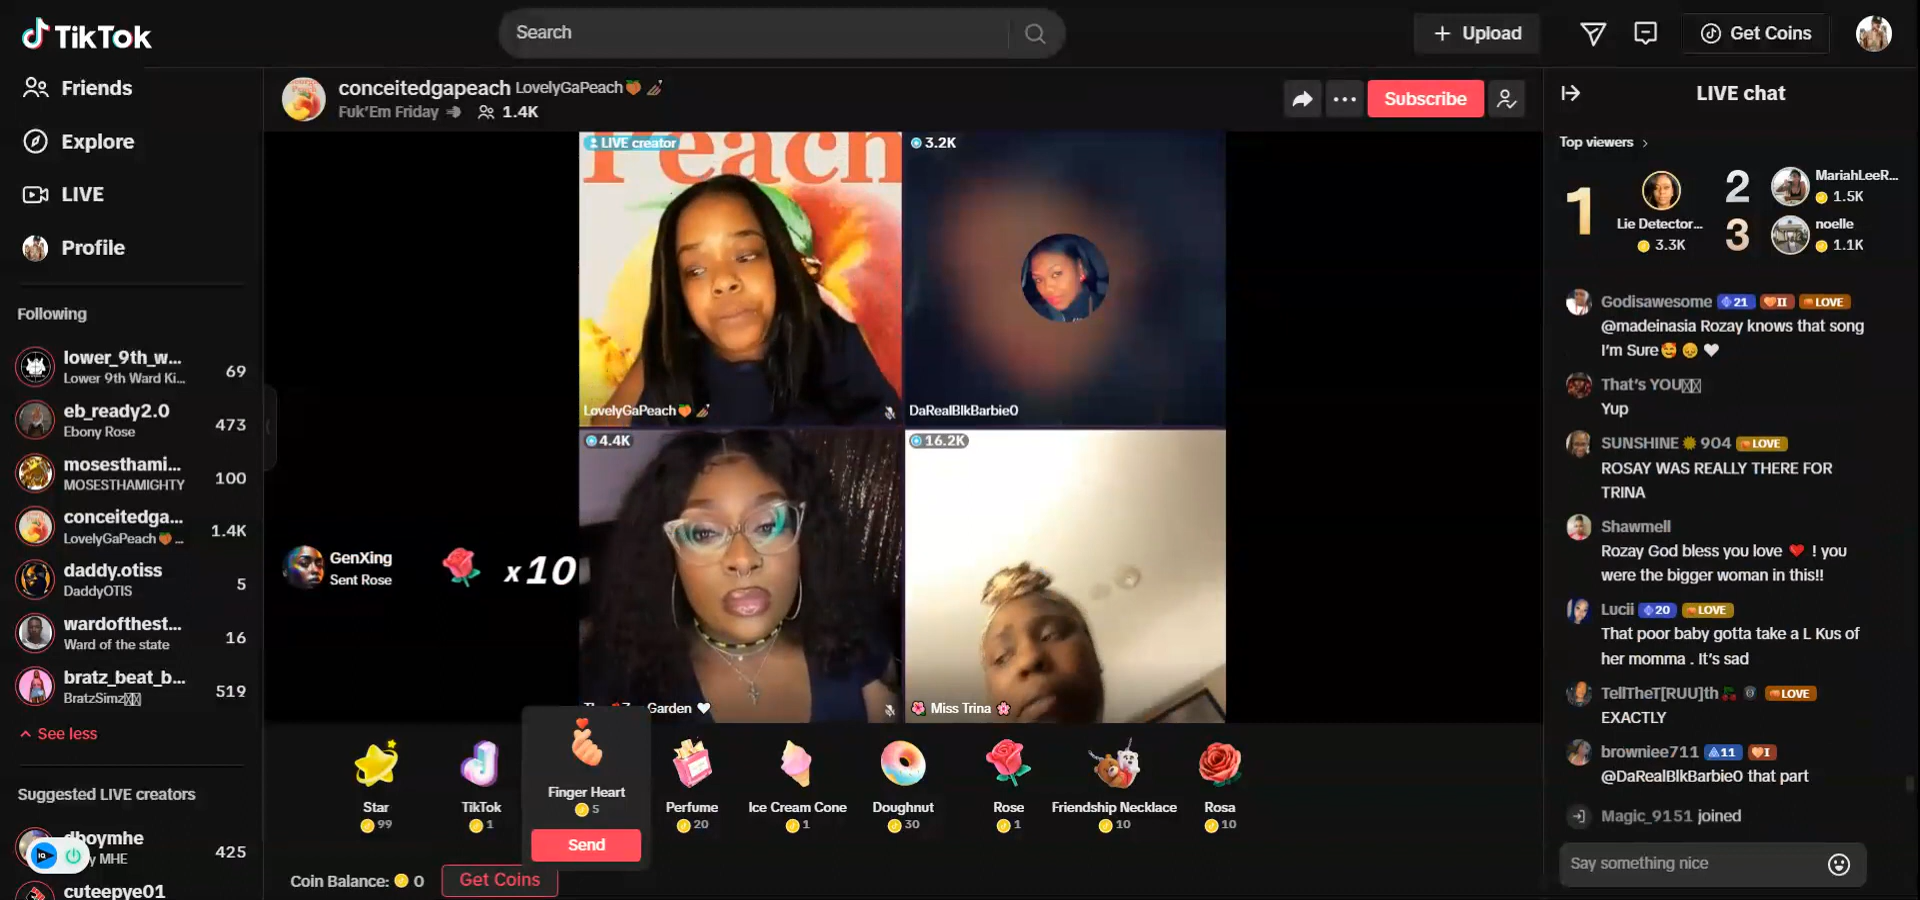 TikTok
Search
Upload
Get Coins
Friends
Explore
LIVE
Profile
Following
lower_9th_w...
Lower 9th Ward Ki...
69
eb_ready2.0
Ebony Rose
473
mosesthami...
MOSESTHAMIGHTY
100
conceitedga...
LovelyGaPeach🍑 ...
1.4K
daddy.otiss
DaddyOTIS
5
wardofthest...
Ward of the state
16
bratz_beat_b...
BratzSimz
519
See less
Suggested LIVE creators
dboymhe
y MHE
425
cuteepye01
conceitedgapeach LovelyGaPeach🍑💅🏾
Fuk'Em Friday
1.4K
Subscribe
Peach
LIVE creator
LovelyGaPeach🍑💅🏾
3.2K
DaRealBlkBarbie0
4.4K
Garden 🤍
16.2K
🌺 Miss Trina 🌸
GenXing
Sent Rose
x10
Star
99
TikTok
1
Finger Heart
5
Send
Perfume
20
Ice Cream Cone
1
Doughnut
30
Rose
1
Friendship Necklace
10
Rosa
10
Coin Balance: 0
Get Coins
LIVE chat
Top viewers
1
Lie Detector...
3.3K
2
MariahLeeR...
1.5K
3
noelle
1.1K
Godisawesome 21 II LOVE
@madeinasia Rozay knows that song
I'm Sure🥰😞🤍
That's YOU
Yup
SUNSHINE 904 LOVE
ROSAY WAS REALLY THERE FOR
TRINA
Shawmell
Rozay God bless you love ❤️ ! you
were the bigger woman in this!!
Lucii 20 LOVE
That poor baby gotta take a L Kus of
her momma . It's sad
TellTheT[RUU]th🍒 LOVE
EXACTLY
browniee711 11 I
@DaRealBlkBarbie0 that part
Magic_9151 joined
Say something nice